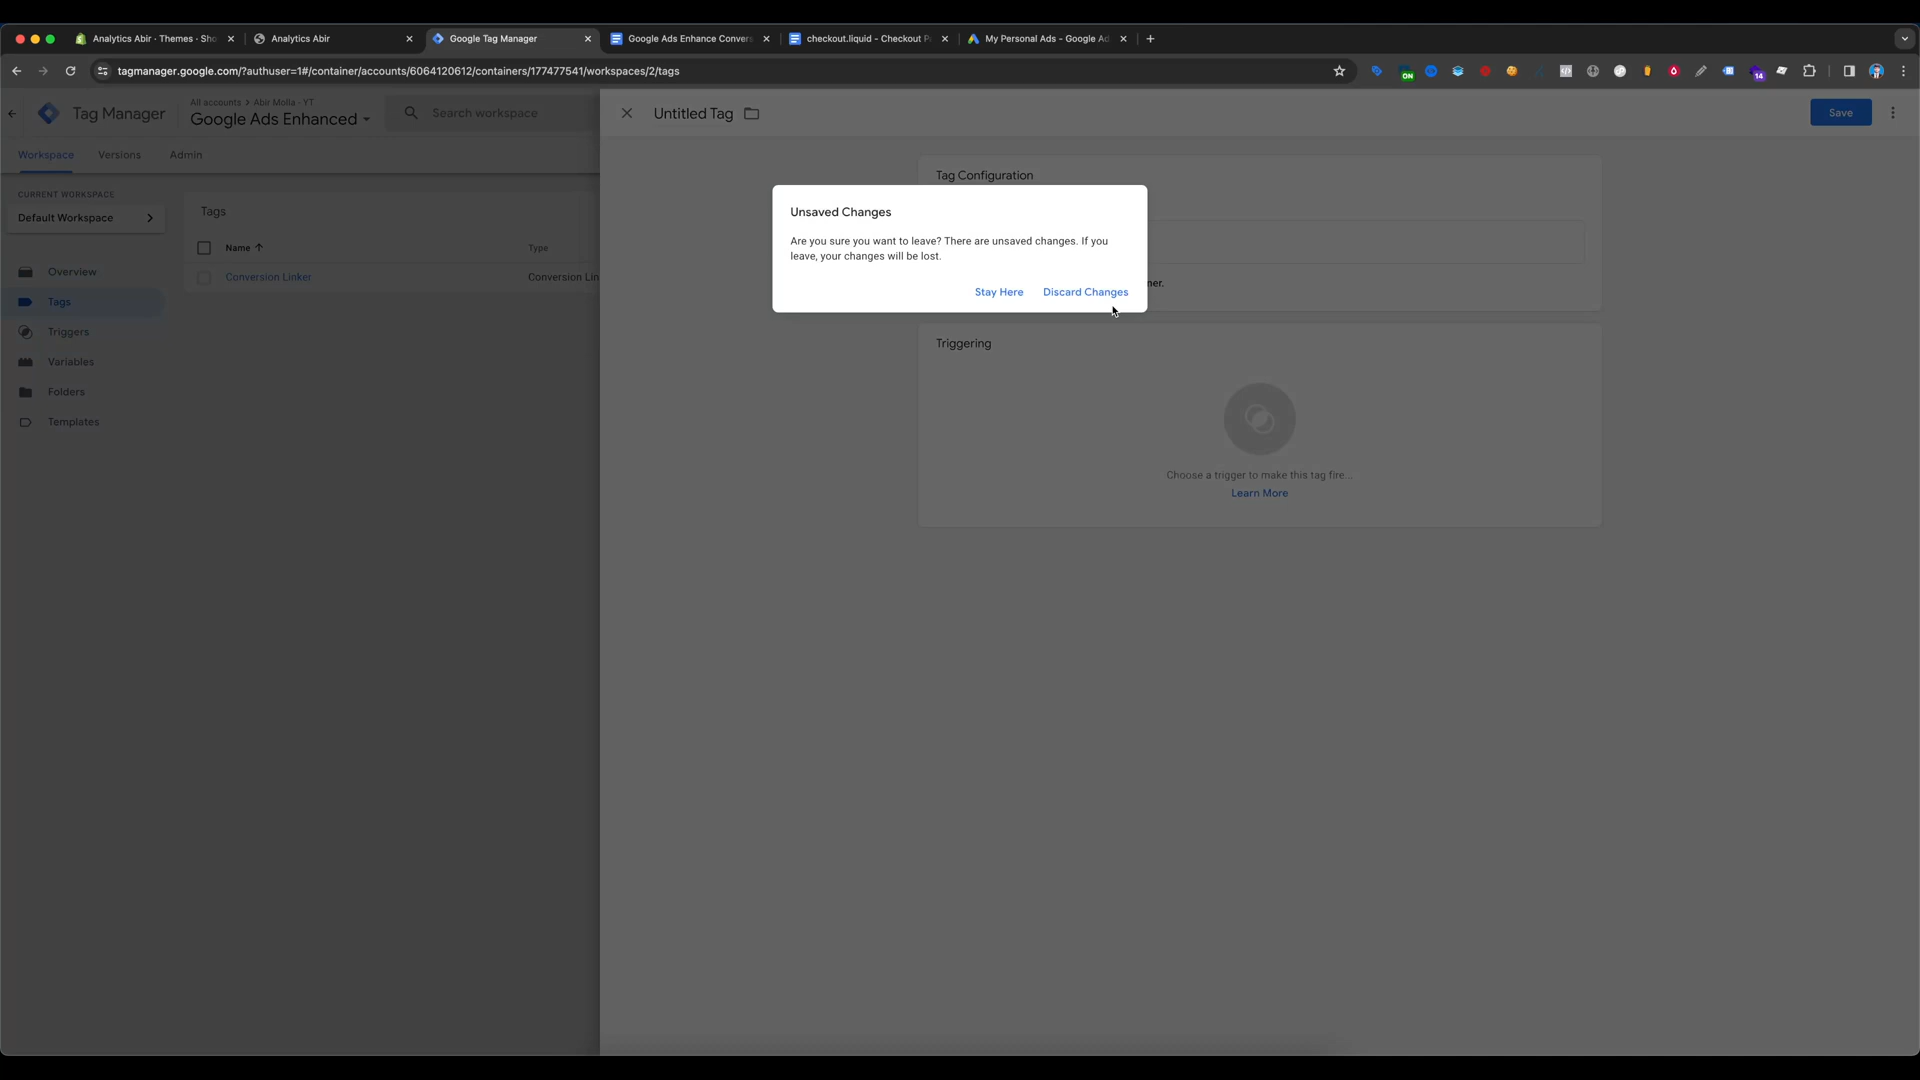 Analytics Abir · Themes · Sho
Analytics Abir
Google Tag Manager
Google Ads Enhance Convers
checkout.liquid - Checkout P
My Personal Ads - Google Ad
tagmanager.google.com/?authuser=1#/container/accounts/6064120612/containers/177477541/workspaces/2/tags
ON
14
Tag Manager
All accounts > Abir Molla - YT
Google Ads Enhanced
Search workspace
Untitled Tag
Save
Workspace
Versions
Admin
CURRENT WORKSPACE
Default Workspace
Overview
Tags
Triggers
Variables
Folders
Templates
Tags
Name
Type
Conversion Linker
Conversion Lin
Tag Configuration
ner.
Unsaved Changes
Are you sure you want to leave? There are unsaved changes. If you
leave, your changes will be lost.
Stay Here
Discard Changes
Triggering
Choose a trigger to make this tag fire...
Learn More